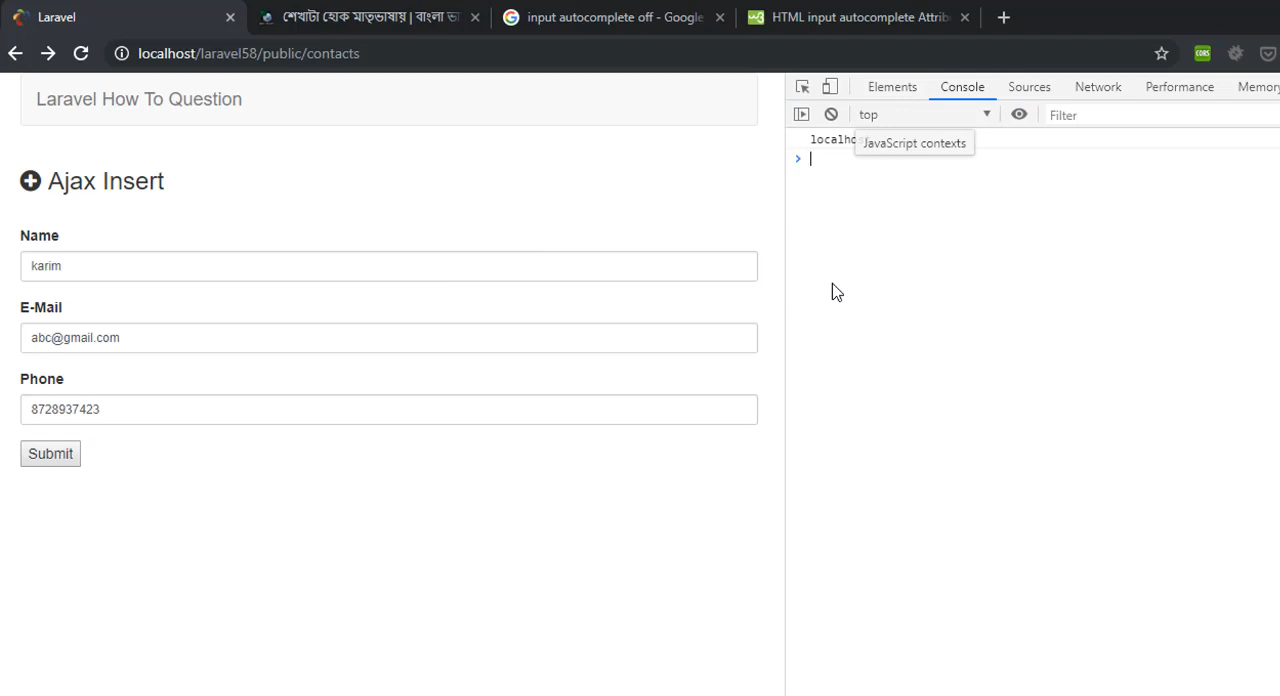 Laravel
শেখাটা হোক মাতৃভাষায় | বাংলা ভা
input autocomplete off - Google
HTML input autocomplete Attrib
localhost/laravel58/public/contacts
CORS
Laravel How To Question
Elements Console Sources Network Performance Memory
top
Filter
JavaScript contexts
Ajax Insert
Name
karim
E-Mail
abc@gmail.com
Phone
8728937423
Submit